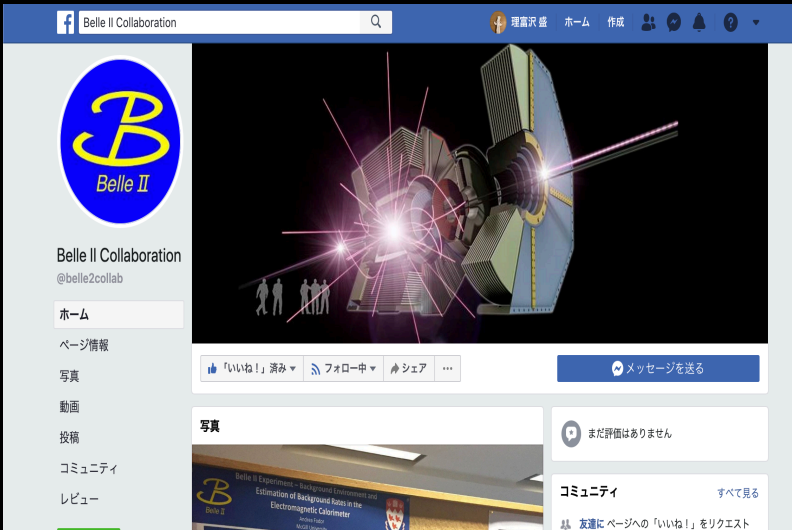 Belle II Collaboration
理富沢 盛
ホーム
作成
Belle II
Belle II Collaboration
@belle2collab
ホーム
ページ情報
写真
動画
投稿
コミュニティ
レビュー
「いいね！」済み
フォロー中
シェア
メッセージを送る
写真
Belle II Experiment – Background Environment and
Estimation of Background Rates in the
Electromagnetic Calorimeter
Andrea Fodor
McGill University
Belle II
まだ評価はありません
コミュニティ
すべて見る
友達に ページへの「いいね！」をリクエスト